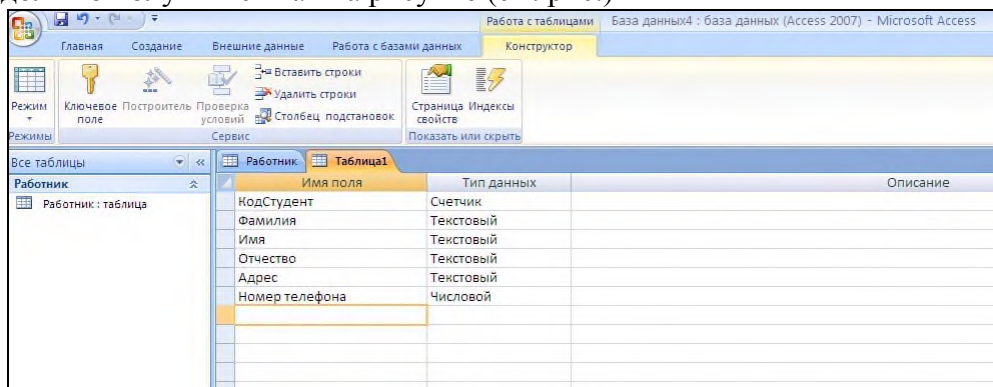 Работа с таблицами База данных4 : база данных (Access 2007) - Microsoft Access
Главная Создание Внешние данные Работа с базами данных Конструктор
Режим
Ключевое поле
Построитель
Проверка условий
Вставить строки
Удалить строки
Столбец подстановок
Страница свойств
Индексы
Режимы Сервис Показать или скрыть
Все таблицы
Работник
Работник : таблица
Работник Таблица1
Имя поля Тип данных Описание
КодСтудент Счетчик
Фамилия Текстовый
Имя Текстовый
Отчество Текстовый
Адрес Текстовый
Номер телефона Числовой